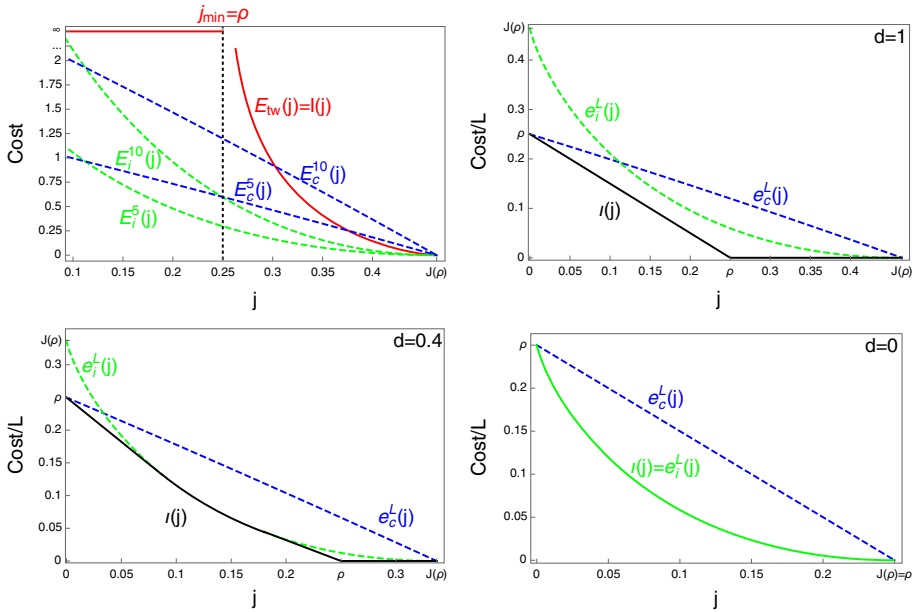 j_min=ρ
∞
...
2
1.75
1.5
1.25
1
0.75
0.5
0.25
0
Cost
E_tw(j)=I(j)
E_i^10(j)
E_c^5(j)
E_c^10(j)
E_i^5(j)
0.1
0.15
0.2
0.25
0.3
0.35
0.4
J(ρ)
j
d=1
J(ρ)
0.4
0.3
ρ
0.2
0.1
0
Cost/L
e_i^L(j)
e_c^L(j)
ı(j)
0
0.05
0.1
0.15
0.2
ρ
0.3
0.35
0.4
J(ρ)
j
d=0.4
J(ρ)
0.3
ρ
0.2
0.15
0.1
0.05
0
Cost/L
e_i^L(j)
ı(j)
e_c^L(j)
0
0.05
0.1
0.15
0.2
ρ
0.3
J(ρ)
j
d=0
ρ
0.2
0.15
0.1
0.05
0
Cost/L
e_c^L(j)
ı(j)=e_i^L(j)
0
0.05
0.1
0.15
0.2
J(ρ)=ρ
j